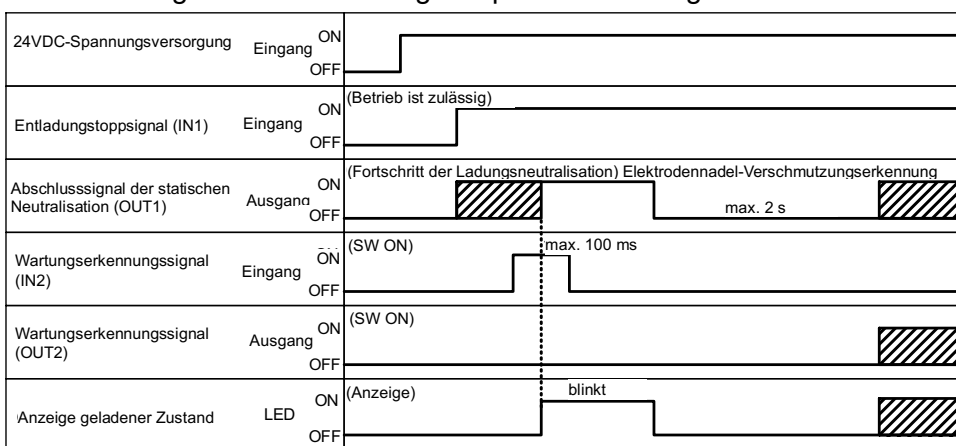 24VDC-Spannungsversorgung
Eingang
ON
OFF
Entladungstoppsignal (IN1)
Eingang
ON
OFF
(Betrieb ist zulässig)
Abschlusssignal der statischen
Neutralisation (OUT1)
Ausgang
ON
OFF
(Fortschritt der Ladungsneutralisation) Elektrodennadel-Verschmutzungserkennung
max. 2 s
Wartungserkennungssignal
(IN2)
Eingang
ON
OFF
(SW ON)
max. 100 ms
Wartungserkennungssignal
(OUT2)
Ausgang
ON
OFF
(SW ON)
Anzeige geladener Zustand
LED
ON
OFF
(Anzeige)
blinkt